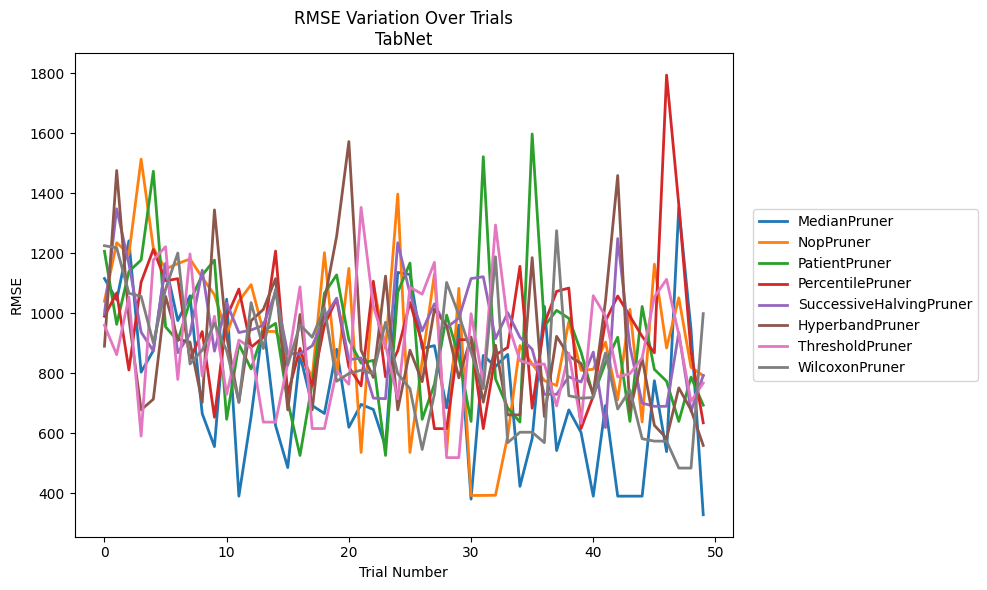 RMSE Variation Over Trials
TabNet
RMSE
1800
1600
1400
1200
1000
800
600
400
0 10 20 30 40 50
Trial Number
MedianPruner
NopPruner
PatientPruner
PercentilePruner
SuccessiveHalvingPruner
HyperbandPruner
ThresholdPruner
WilcoxonPruner